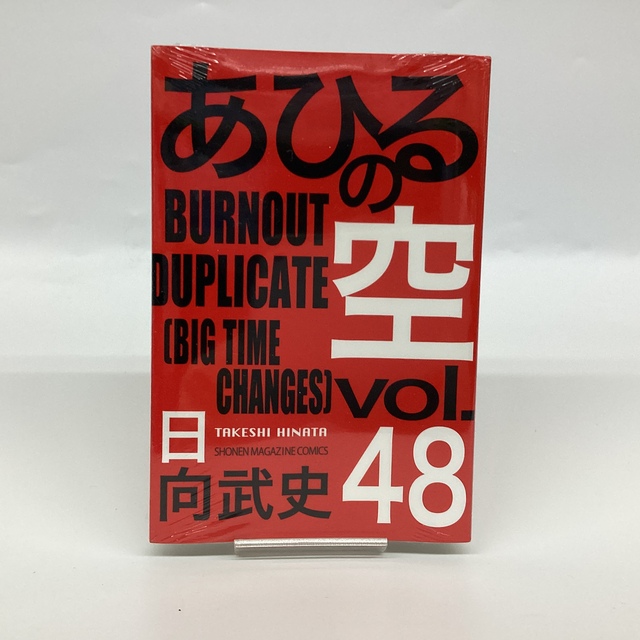 あひるの空
BURNOUT
DUPLICATE
(BIG TIME
CHANGES)
vol.
48
TAKESHI HINATA
SHONEN MAGAZINE COMICS
日向武史